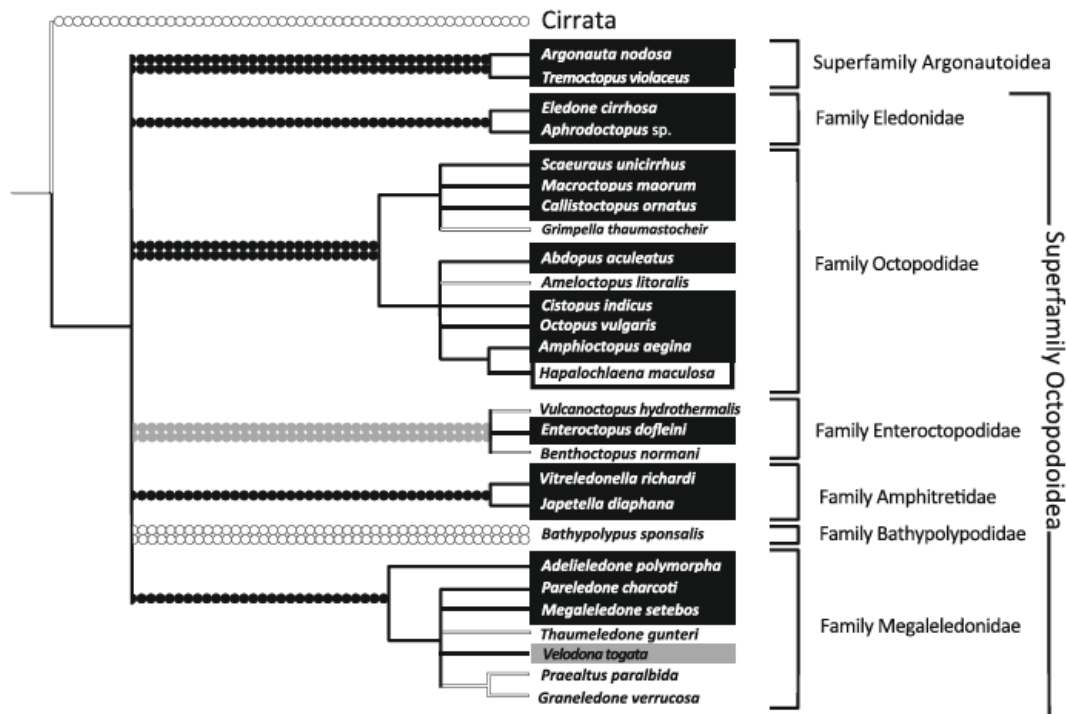 Cirrata
Argonauta nodosa
Tremoctopus violaceus
Superfamily Argonautoidea
Eledone cirrhosa
Aphrodoctopus sp.
Family Eledonidae
Scaeurgus unicirrhus
Macroctopus maorum
Callistoctopus ornatus
Grimpella thaumastocheir
Abdopus aculeatus
Ameloctopus litoralis
Cistopus indicus
Octopus vulgaris
Amphioctopus aegina
Hapalochlaena maculosa
Family Octopodidae
Vulcanoctopus hydrothermalis
Enteroctopus dofleini
Benthoctopus normani
Family Enteroctopodidae
Vitreledonella richardi
Japetella diaphana
Family Amphitretidae
Bathypolypus sponsalis
Family Bathypolypodidae
Adelieledone polymorpha
Pareledone charcoti
Megaleledone setebos
Thaumeledone gunteri
Velodona togata
Praealtus paralbida
Graneledone verrucosa
Family Megaleledonidae
Superfamily Octopodoidea